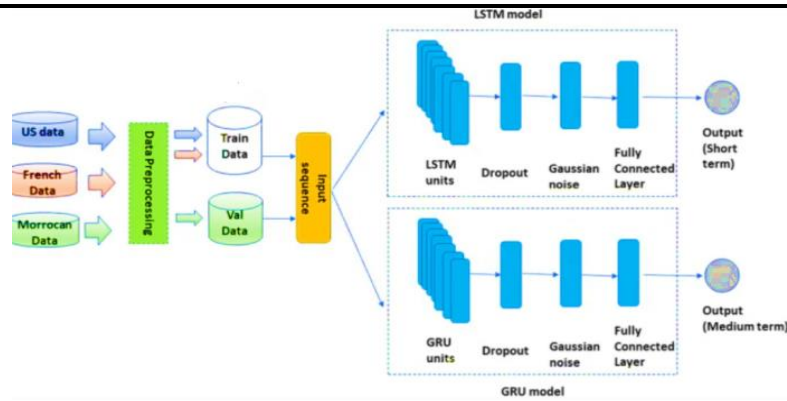 LSTM model
US data
French
Data
Morrocan
Data
Data Preprocessing
Train
Data
Val
Data
Input
sequence
LSTM
units
Dropout
Gaussian
noise
Fully
Connected
Layer
Output
(Short
term)
GRU
units
Dropout
Gaussian
noise
Fully
Connected
Layer
Output
(Medium term)
GRU model